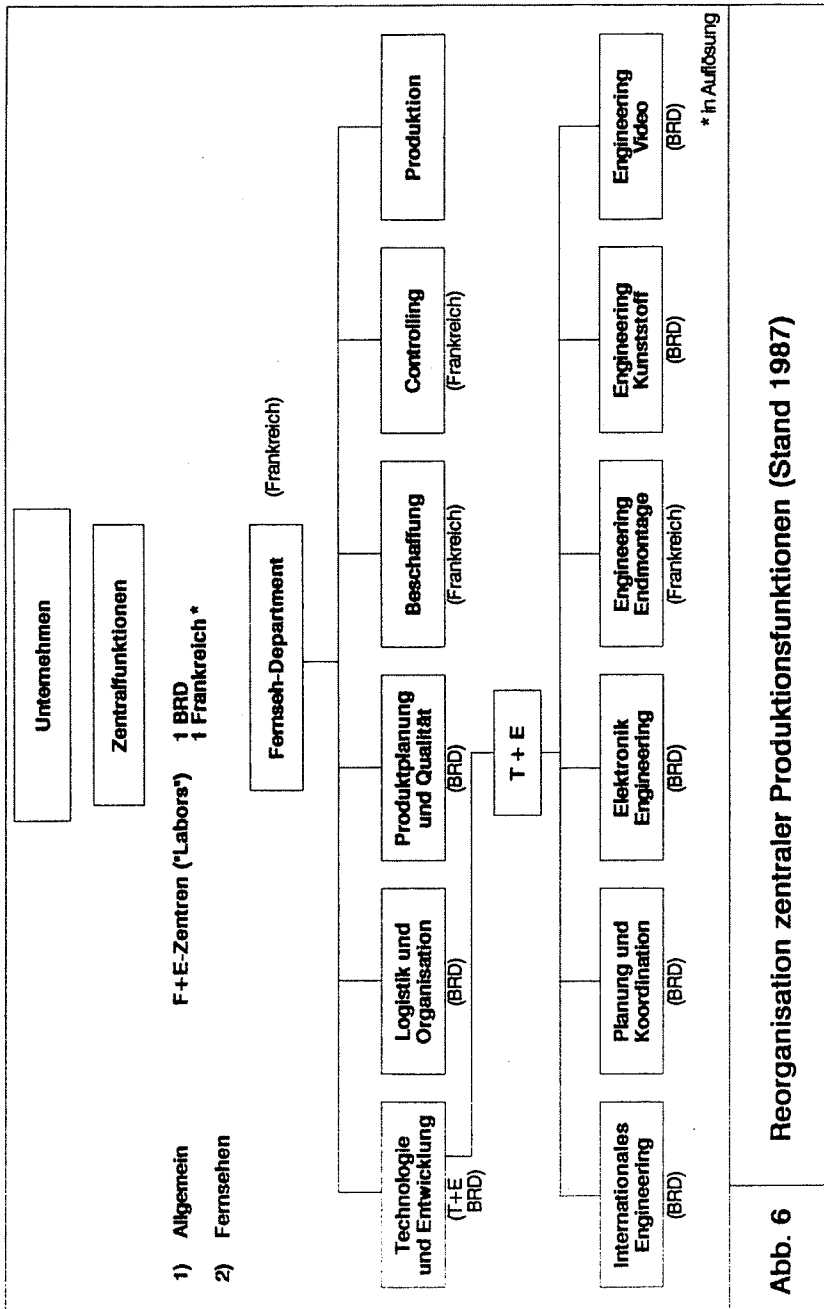 Unternehmen
Zentralfunktionen
1) Allgemein
F+E-Zentren ("Labors")
1 BRD
1 Frankreich *
2) Fernsehen
Fernseh-Department
(Frankreich)
Technologie
und Entwicklung
(T+E
BRD)
Logistik und
Organisation
(BRD)
Produktplanung
und Qualität
(BRD)
Beschaffung
(Frankreich)
Controlling
(Frankreich)
Produktion
T + E
Internationales
Engineering
(BRD)
Planung und
Koordination
(BRD)
Elektronik
Engineering
(BRD)
Engineering
Endmontage
(Frankreich)
Engineering
Kunststoff
(BRD)
Engineering
Video
(BRD)
* in Auflösung
Abb. 6 Reorganisation zentraler Produktionsfunktionen (Stand 1987)